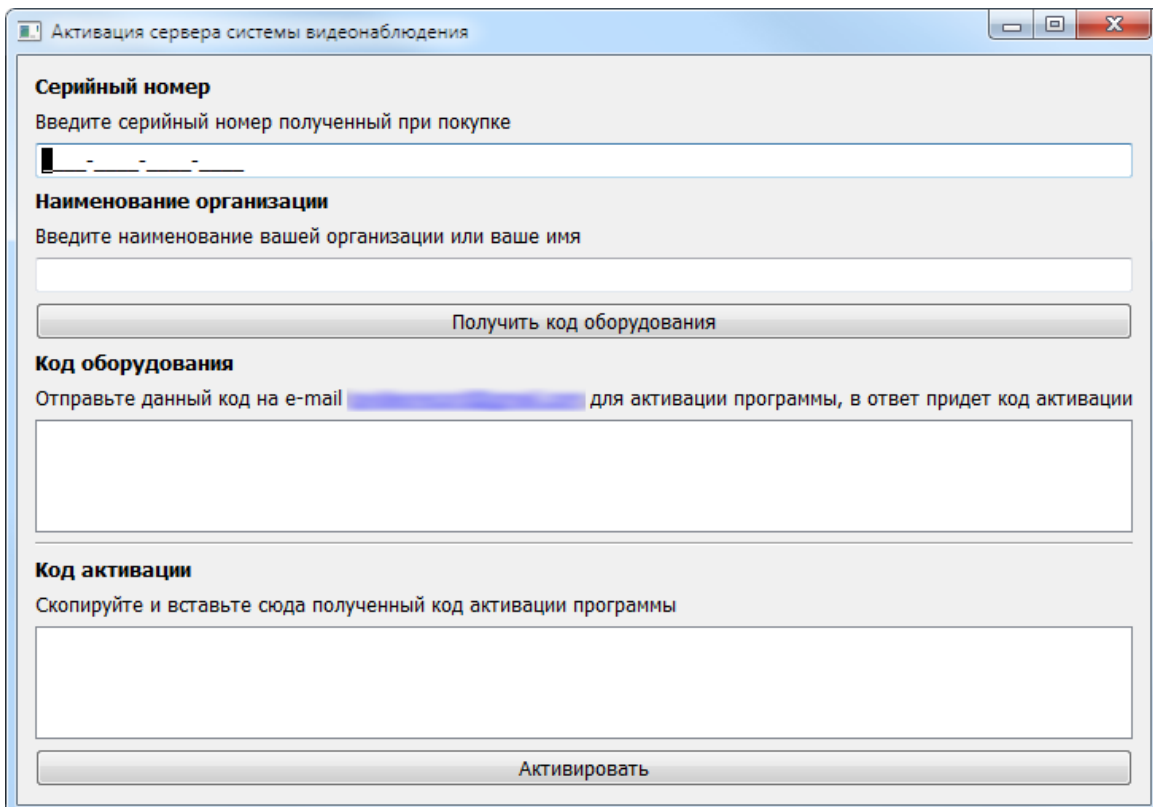 Активация сервера системы видеонаблюдения
Серийный номер
Введите серийный номер полученный при покупке
____-____-____-____
Наименование организации
Введите наименование вашей организации или ваше имя
Получить код оборудования
Код оборудования
Отправьте данный код на e-mail для активации программы, в ответ придет код активации
Код активации
Скопируйте и вставьте сюда полученный код активации программы
Активировать